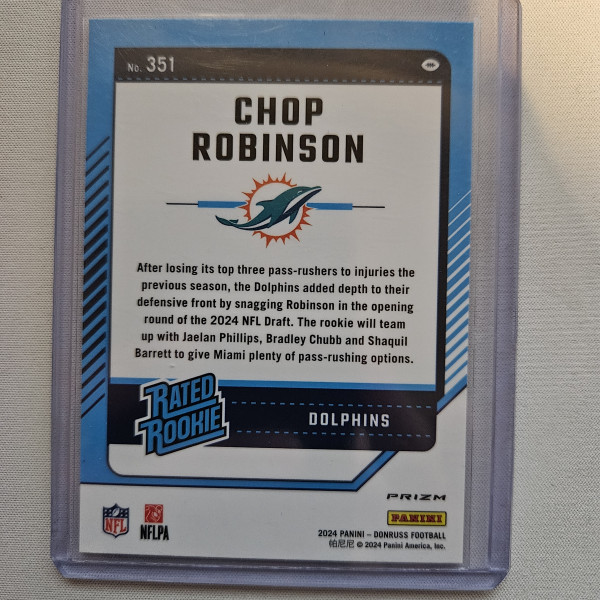 No. 351
CHOP
ROBINSON
After losing its top three pass-rushers to injuries the
previous season, the Dolphins added depth to their
defensive front by snagging Robinson in the opening
round of the 2024 NFL Draft. The rookie will team
up with Jaelan Phillips, Bradley Chubb and Shaquil
Barrett to give Miami plenty of pass-rushing options.
RATED
ROOKIE
DOLPHINS
PRIZM
NFL
NFLPA
PANINI
2024 PANINI – DONRUSS FOOTBALL
帕尼尼 © 2024 Panini America, Inc.